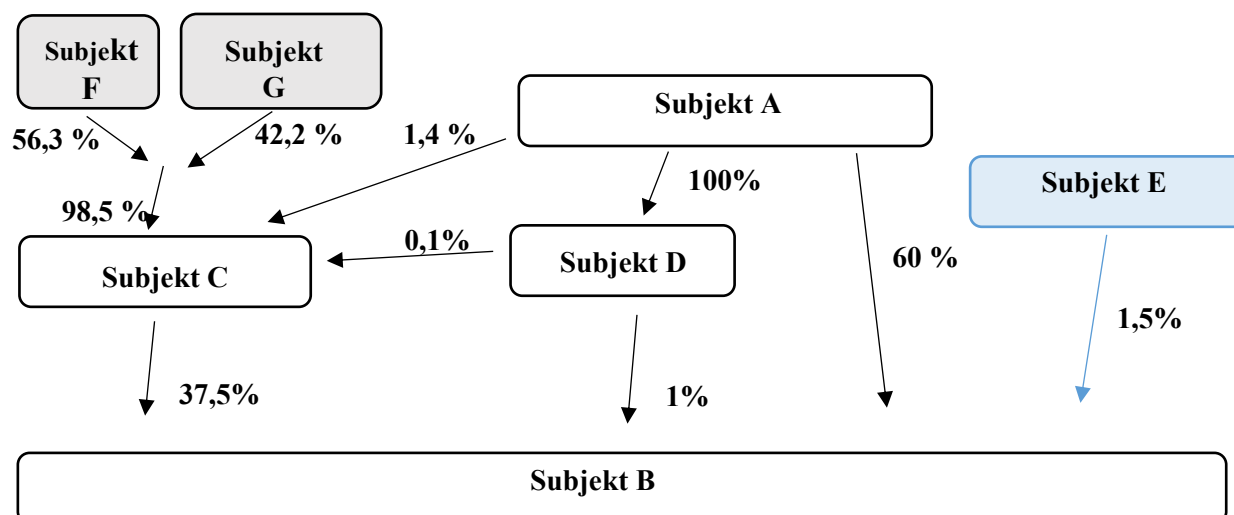 Subjekt
F
Subjekt
G
Subjekt A
56,3 %
42,2 %
1,4 %
100%
Subjekt E
98,5 %
0,1%
Subjekt C
Subjekt D
60 %
1,5%
37,5%
1%
Subjekt B